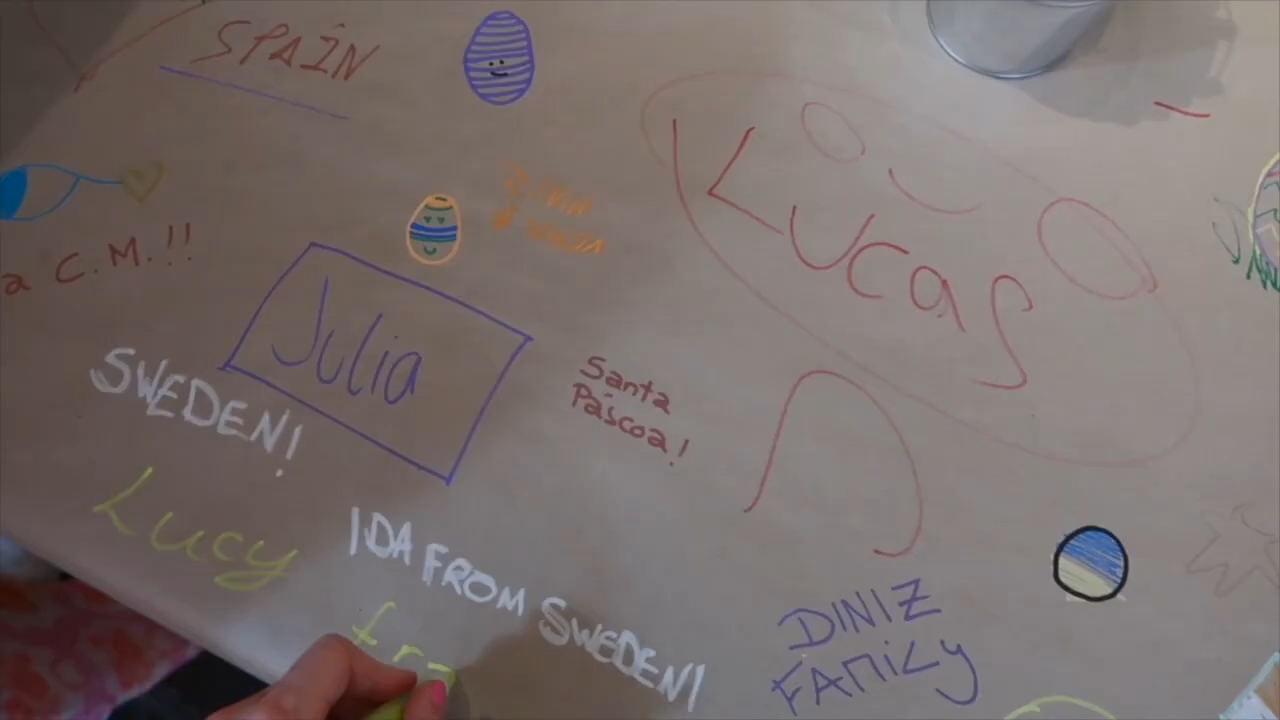 SPAIN
a C.M.!!
Lucas
Julia
Santa
Páscoa!
SWEDEN!
Lucy
IDA FROM SWEDEN!
DINIZ
FAMILY